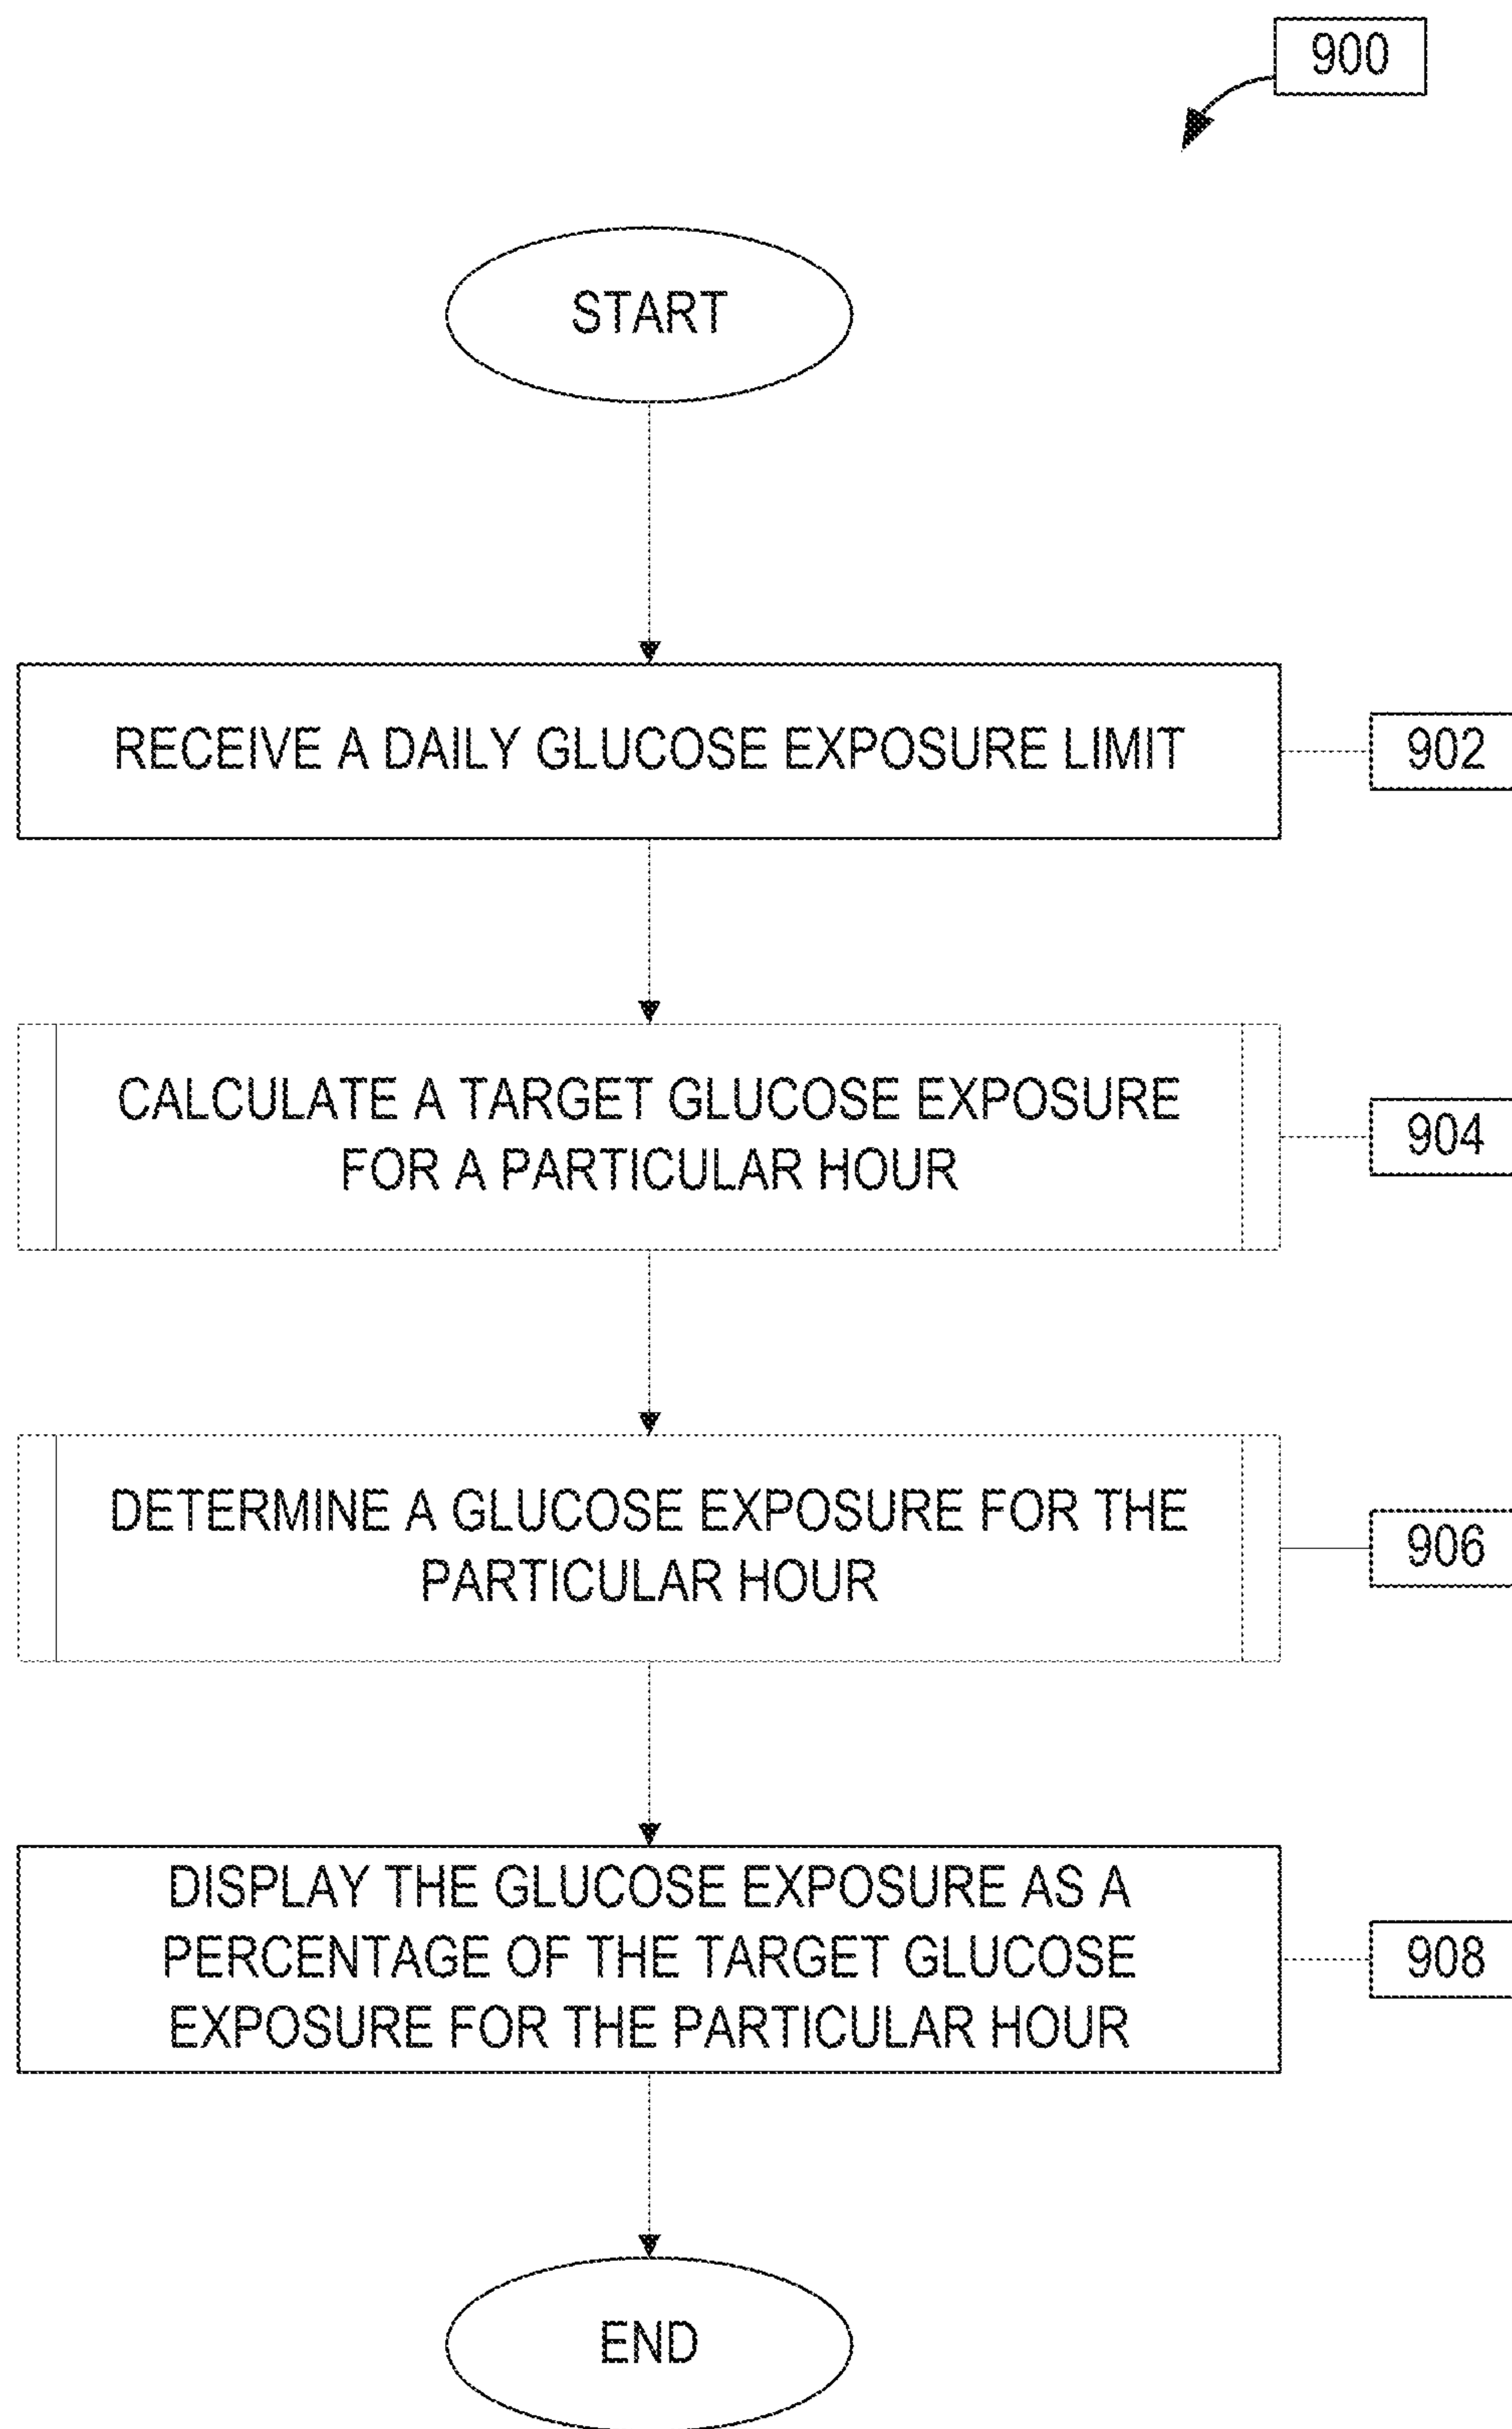 900
START
RECEIVE A DAILY GLUCOSE EXPOSURE LIMIT
902
CALCULATE A TARGET GLUCOSE EXPOSURE
FOR A PARTICULAR HOUR
904
DETERMINE A GLUCOSE EXPOSURE FOR THE
PARTICULAR HOUR
906
DISPLAY THE GLUCOSE EXPOSURE AS A
PERCENTAGE OF THE TARGET GLUCOSE
EXPOSURE FOR THE PARTICULAR HOUR
908
END